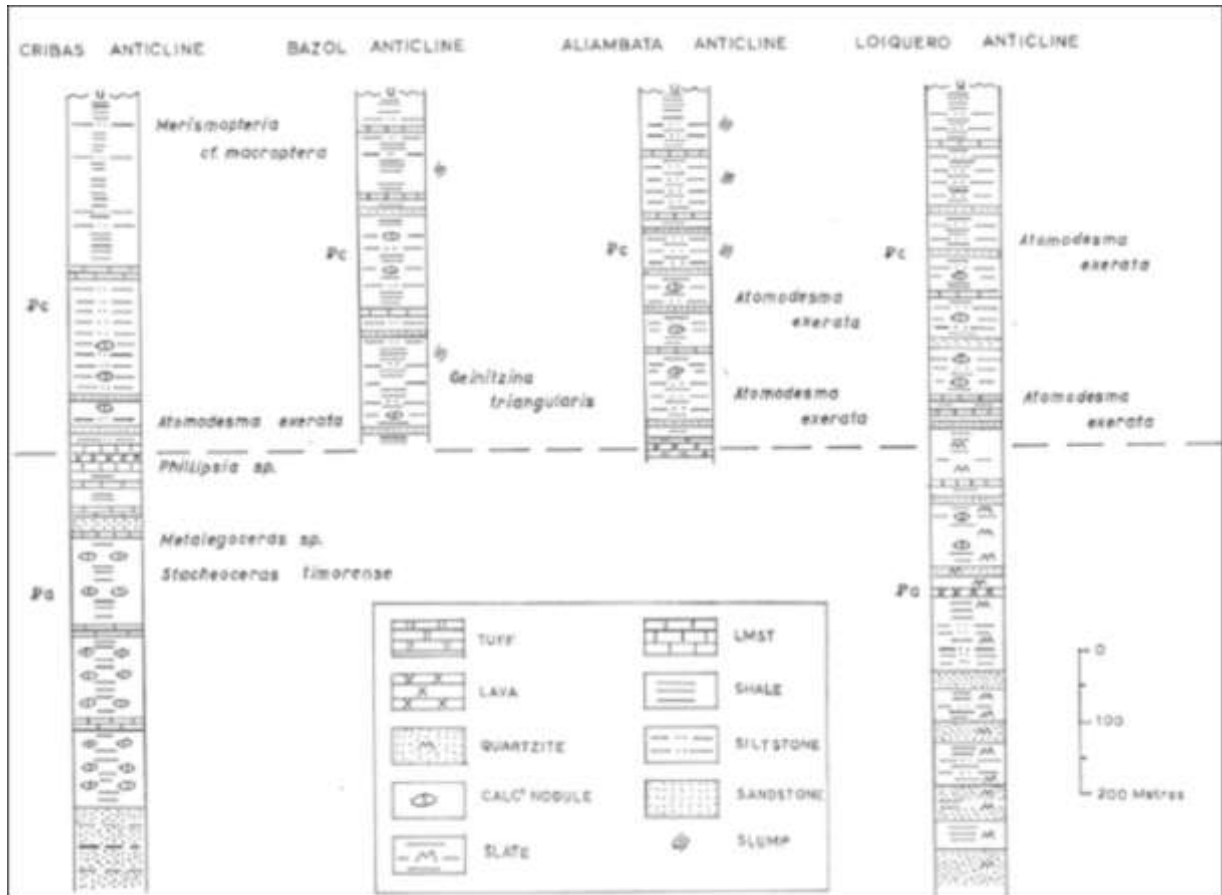 CRIBAS ANTICLINE
BAZOL ANTICLINE
ALIAMBATA ANTICLINE
LOIQUERO ANTICLINE
U
U
U
U
Merismopteria
cf. macroptera
Pc
Atomodesma exerata
Phillipsia sp.
Metalegoceras sp.
Stacheoceras timorense
Pa
Pc
Geinitzina
triangularis
Pc
Atomodesma
exerata
Atomodesma
exerata
Pc
Atomodesma
exerata
Atomodesma
exerata
Pa
TUFF
LAVA
QUARTZITE
CALCᵗ NODULE
SLATE
LMST
SHALE
SILTSTONE
SANDSTONE
SLUMP
0
100
200 Metres